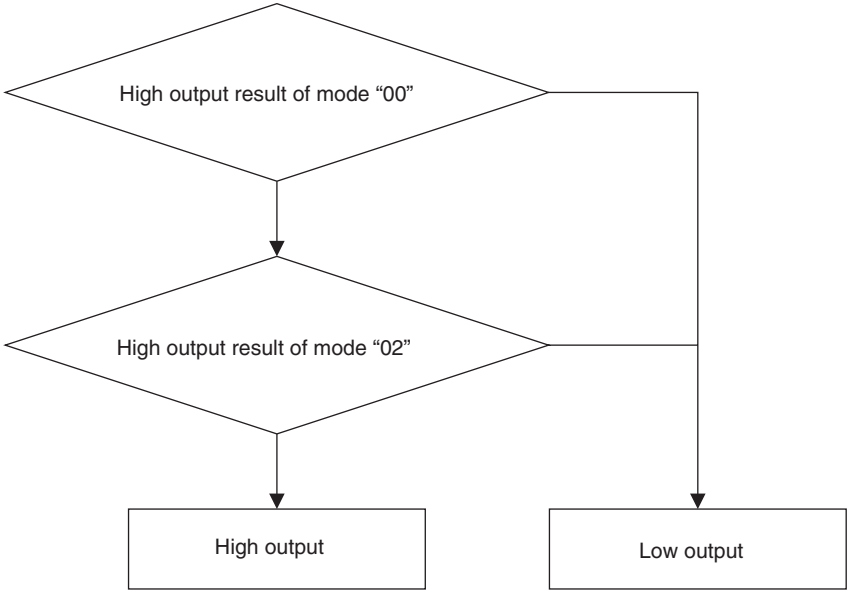 High output result of mode “00”
High output result of mode “02”
High output
Low output